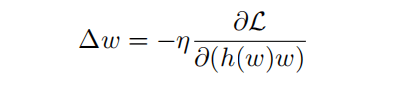 Δw = −η ∂ℒ / ∂(h(w)w)